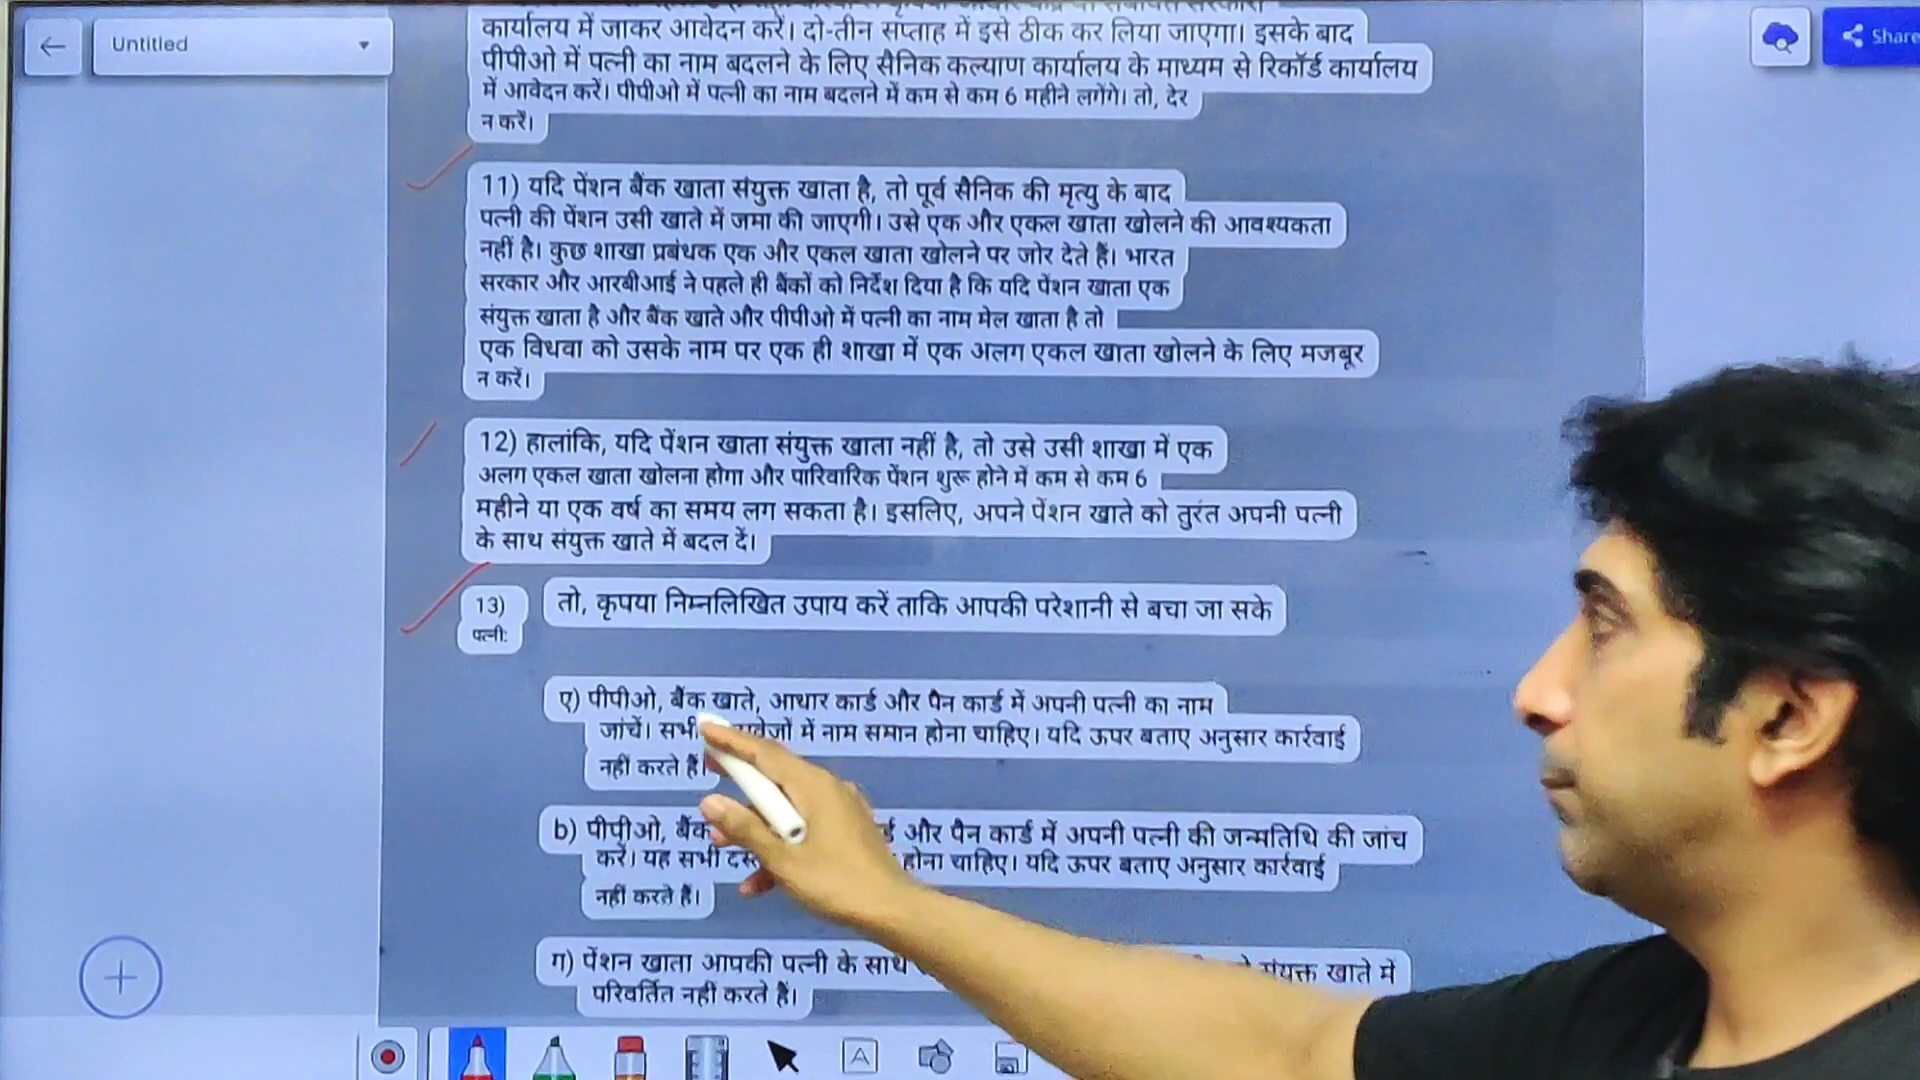 Untitled
Share
कार्यालय में जाकर आवेदन करें। दो-तीन सप्ताह में इसे ठीक कर लिया जाएगा। इसके बाद
पीपीओ में पत्नी का नाम बदलने के लिए सैनिक कल्याण कार्यालय के माध्यम से रिकॉर्ड कार्यालय
में आवेदन करें। पीपीओ में पत्नी का नाम बदलने में कम से कम 6 महीने लगेंगे। तो, देर
न करें।
11) यदि पेंशन बैंक खाता संयुक्त खाता है, तो पूर्व सैनिक की मृत्यु के बाद
पत्नी की पेंशन उसी खाते में जमा की जाएगी। उसे एक और एकल खाता खोलने की आवश्यकता
नहीं है। कुछ शाखा प्रबंधक एक और एकल खाता खोलने पर जोर देते हैं। भारत
सरकार और आरबीआई ने पहले ही बैंकों को निर्देश दिया है कि यदि पेंशन खाता एक
संयुक्त खाता है और बैंक खाते और पीपीओ में पत्नी का नाम मेल खाता है तो
एक विधवा को उसके नाम पर एक ही शाखा में एक अलग एकल खाता खोलने के लिए मजबूर
न करें।
12) हालांकि, यदि पेंशन खाता संयुक्त खाता नहीं है, तो उसे उसी शाखा में एक
अलग एकल खाता खोलना होगा और पारिवारिक पेंशन शुरू होने में कम से कम 6
महीने या एक वर्ष का समय लग सकता है। इसलिए, अपने पेंशन खाते को तुरंत अपनी पत्नी
के साथ संयुक्त खाते में बदल दें।
13) तो, कृपया निम्नलिखित उपाय करें ताकि आपकी परेशानी से बचा जा सके
पत्नी:
ए) पीपीओ, बैंक खाते, आधार कार्ड और पैन कार्ड में अपनी पत्नी का नाम
जांचें। सभी में नाम समान होना चाहिए। यदि ऊपर बताए अनुसार कार्रवाई
नहीं करते हैं।
b) पीपीओ, बैंक और पैन कार्ड में अपनी पत्नी की जन्मतिथि की जांच
करें। यह सभी होना चाहिए। यदि ऊपर बताए अनुसार कार्रवाई
नहीं करते हैं।
ग) पेंशन खाता आपकी पत्नी के साथ संयुक्त खाते में
परिवर्तित नहीं करते हैं।